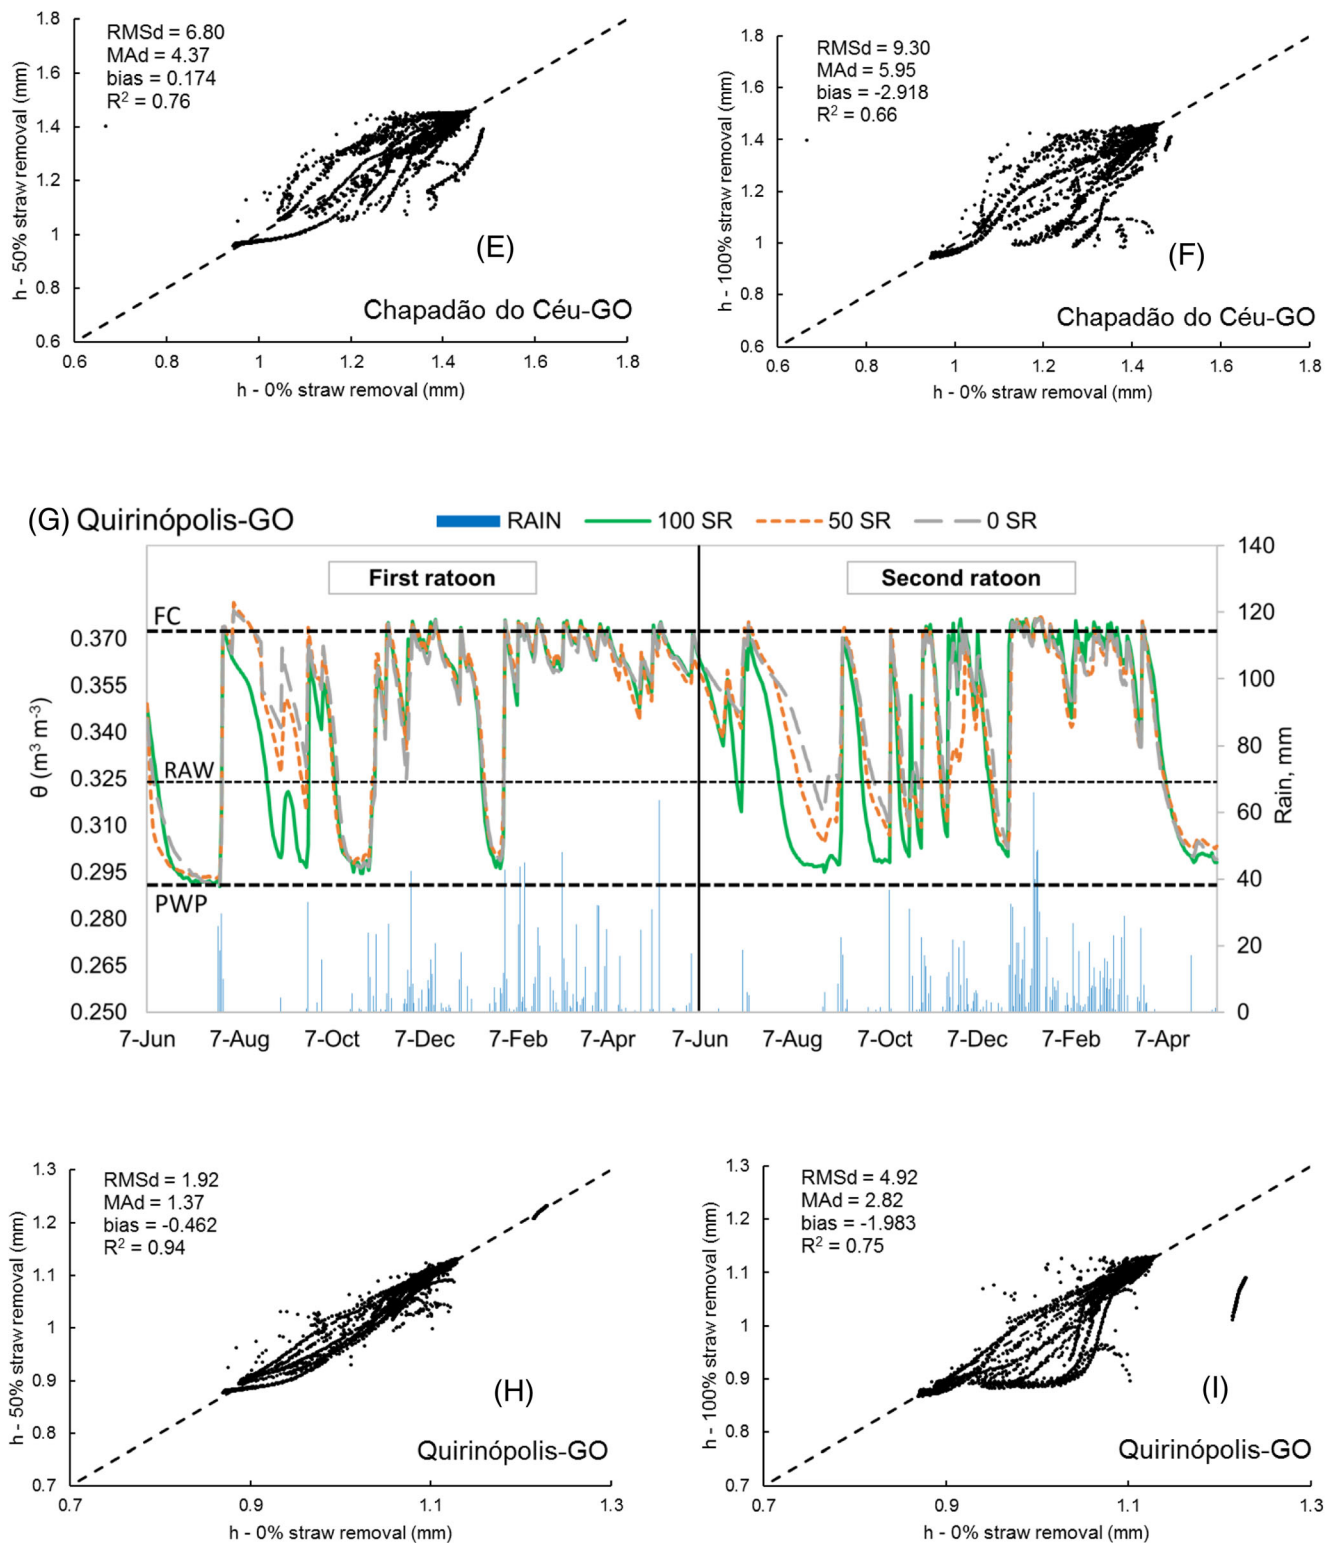 RMSd = 6.80
MAd = 4.37
bias = 0.174
R² = 0.76
h - 50% straw removal (mm)
1.8
1.6
1.4
1.2
1
0.8
0.6
0.6
0.8
1
1.2
1.4
1.6
1.8
h - 0% straw removal (mm)
(E)
Chapadão do Céu-GO
RMSd = 9.30
MAd = 5.95
bias = -2.918
R² = 0.66
h - 100% straw removal (mm)
1.8
1.6
1.4
1.2
1
0.8
0.6
0.6
0.8
1
1.2
1.4
1.6
1.8
h - 0% straw removal (mm)
(F)
Chapadão do Céu-GO
(G) Quirinópolis-GO
RAIN 100 SR 50 SR 0 SR
First ratoon
Second ratoon
FC
RAW
PWP
θ (m³ m⁻³)
0.370
0.355
0.340
0.325
0.310
0.295
0.280
0.265
0.250
140
120
100
80
60
40
20
0
Rain, mm
7-Jun 7-Aug 7-Oct 7-Dec 7-Feb 7-Apr 7-Jun 7-Aug 7-Oct 7-Dec 7-Feb 7-Apr
RMSd = 1.92
MAd = 1.37
bias = -0.462
R² = 0.94
h - 50% straw removal (mm)
1.3
1.2
1.1
1
0.9
0.8
0.7
0.7
0.9
1.1
1.3
h - 0% straw removal (mm)
(H)
Quirinópolis-GO
RMSd = 4.92
MAd = 2.82
bias = -1.983
R² = 0.75
h - 100% straw removal (mm)
1.3
1.2
1.1
1
0.9
0.8
0.7
0.7
0.9
1.1
1.3
h - 0% straw removal (mm)
(I)
Quirinópolis-GO